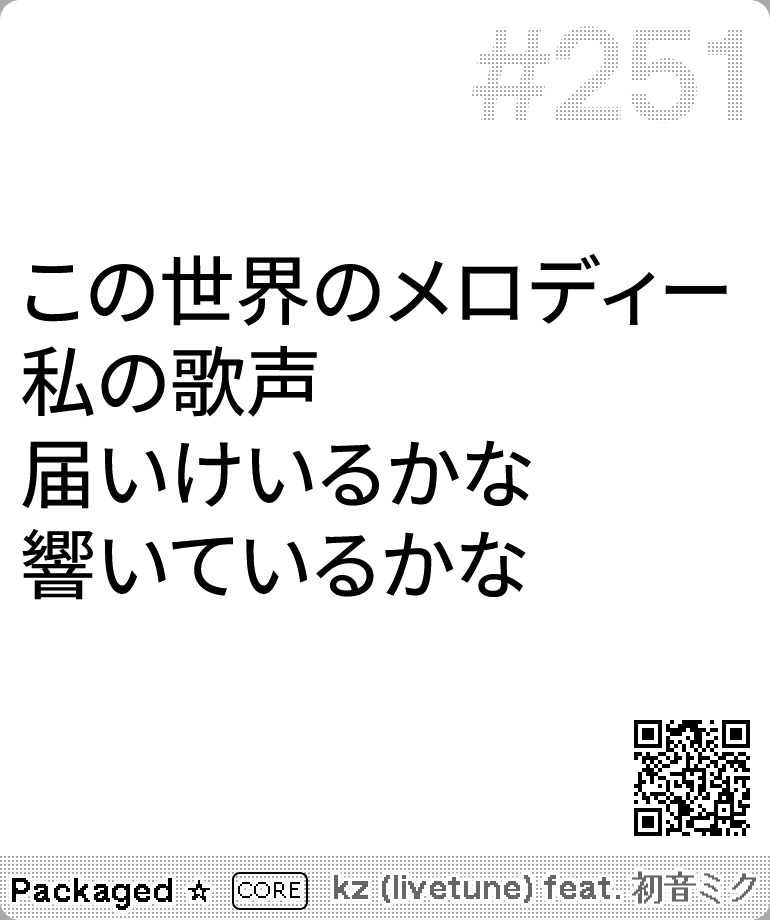 #251
この世界のメロディー
私の歌声
届いけいるかな
響いているかな
Packaged ☆ CORE kz (livetune) feat. 初音ミク